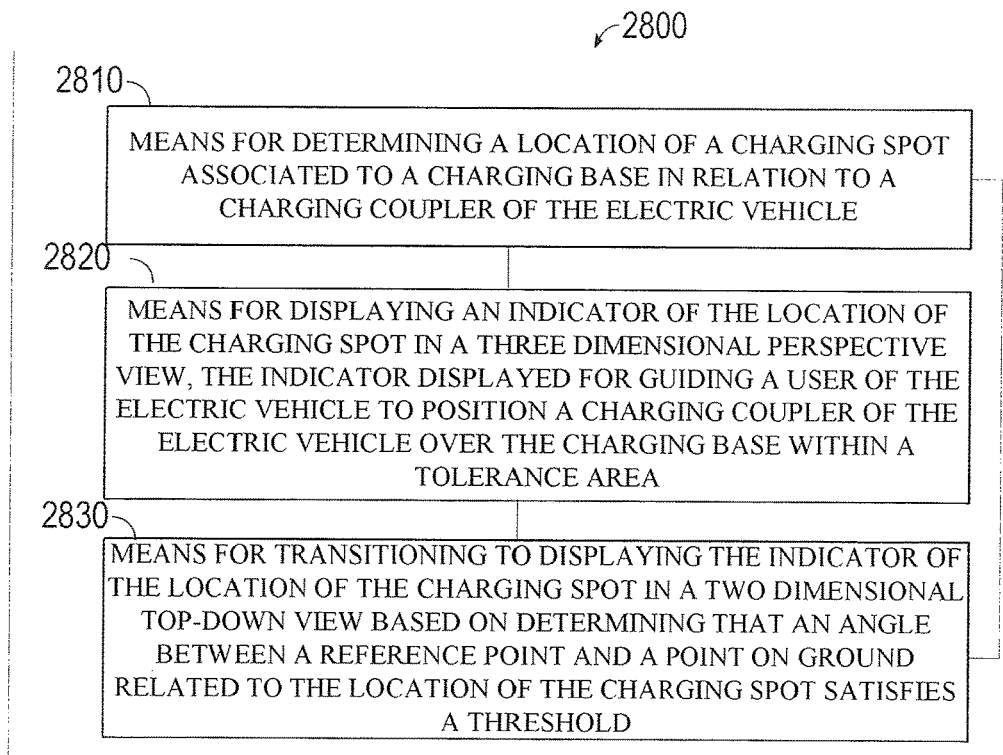 2800
2810
MEANS FOR DETERMINING A LOCATION OF A CHARGING SPOT
ASSOCIATED TO A CHARGING BASE IN RELATION TO A
CHARGING COUPLER OF THE ELECTRIC VEHICLE
2820
MEANS FOR DISPLAYING AN INDICATOR OF THE LOCATION OF
THE CHARGING SPOT IN A THREE DIMENSIONAL PERSPECTIVE
VIEW, THE INDICATOR DISPLAYED FOR GUIDING A USER OF THE
ELECTRIC VEHICLE TO POSITION A CHARGING COUPLER OF THE
ELECTRIC VEHICLE OVER THE CHARGING BASE WITHIN A
TOLERANCE AREA
2830
MEANS FOR TRANSITIONING TO DISPLAYING THE INDICATOR OF
THE LOCATION OF THE CHARGING SPOT IN A TWO DIMENSIONAL
TOP-DOWN VIEW BASED ON DETERMINING THAT AN ANGLE
BETWEEN A REFERENCE POINT AND A POINT ON GROUND
RELATED TO THE LOCATION OF THE CHARGING SPOT SATISFIES
A THRESHOLD